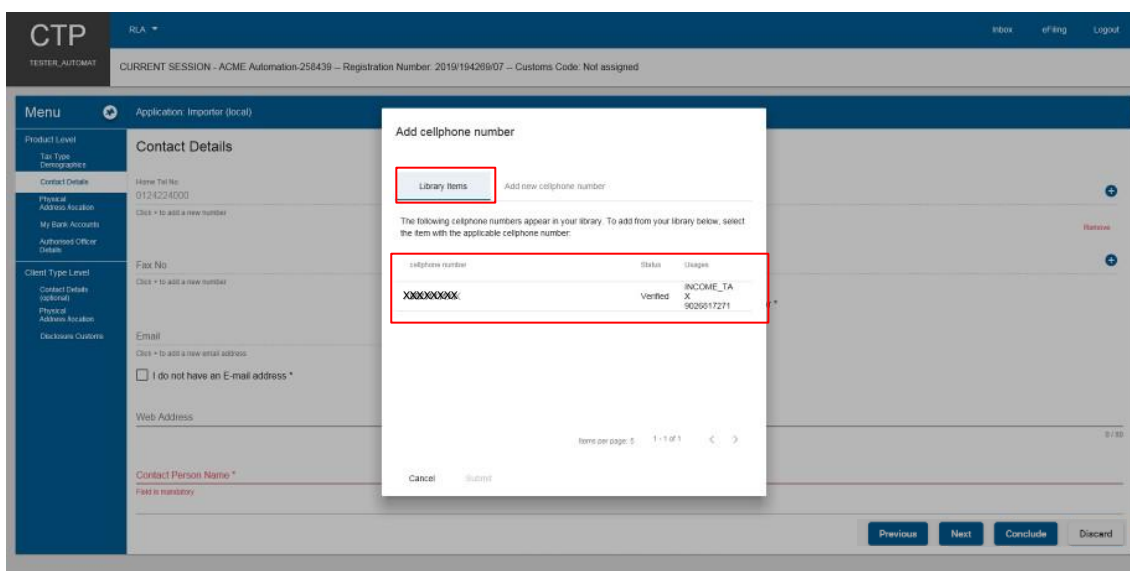 CTP
RLA
Inbox
eFiling
Logout
TESTER_AUTOMAT
CURRENT SESSION - ACME Automation-258439 -- Registration Number: 2019/194269/07 -- Customs Code: Not assigned
Menu
Application: Importer (local)
Product Level
Tax Type
Demographics
Contact Details
Physical
Address location
My Bank Accounts
Authorised Officer
Details
Client Type Level
Contact Details
(optional)
Physical
Address location
Disclosure Customs
Contact Details
Home Tel No.
0124224000
Click + to add a new number
Remove
Fax No
Click + to add a new number
Email
Click + to add a new email address
I do not have an E-mail address *
Web Address
0 / 80
Contact Person Name *
Field is mandatory
Add cellphone number
Library Items
Add new cellphone number
The following cellphone numbers appear in your library. To add from your library below, select
the item with the applicable cellphone number:
cellphone number
Status
Usages
XXXXXXXXX
Verified
INCOME_TA
X
9026817271
Items per page: 5
1 - 1 of 1
Cancel
Submit
Previous
Next
Conclude
Discard